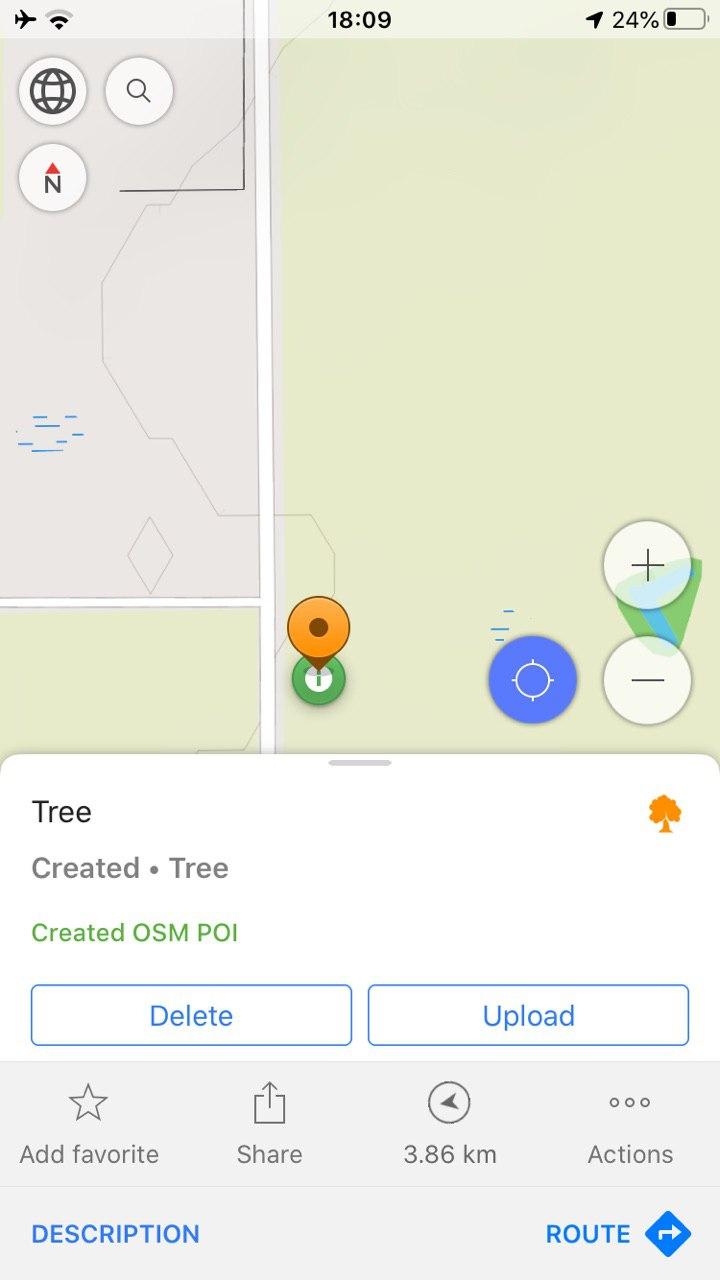 18:09
24%
N
Tree
Created • Tree
Created OSM POI
Delete
Upload
Add favorite
Share
3.86 km
Actions
DESCRIPTION
ROUTE